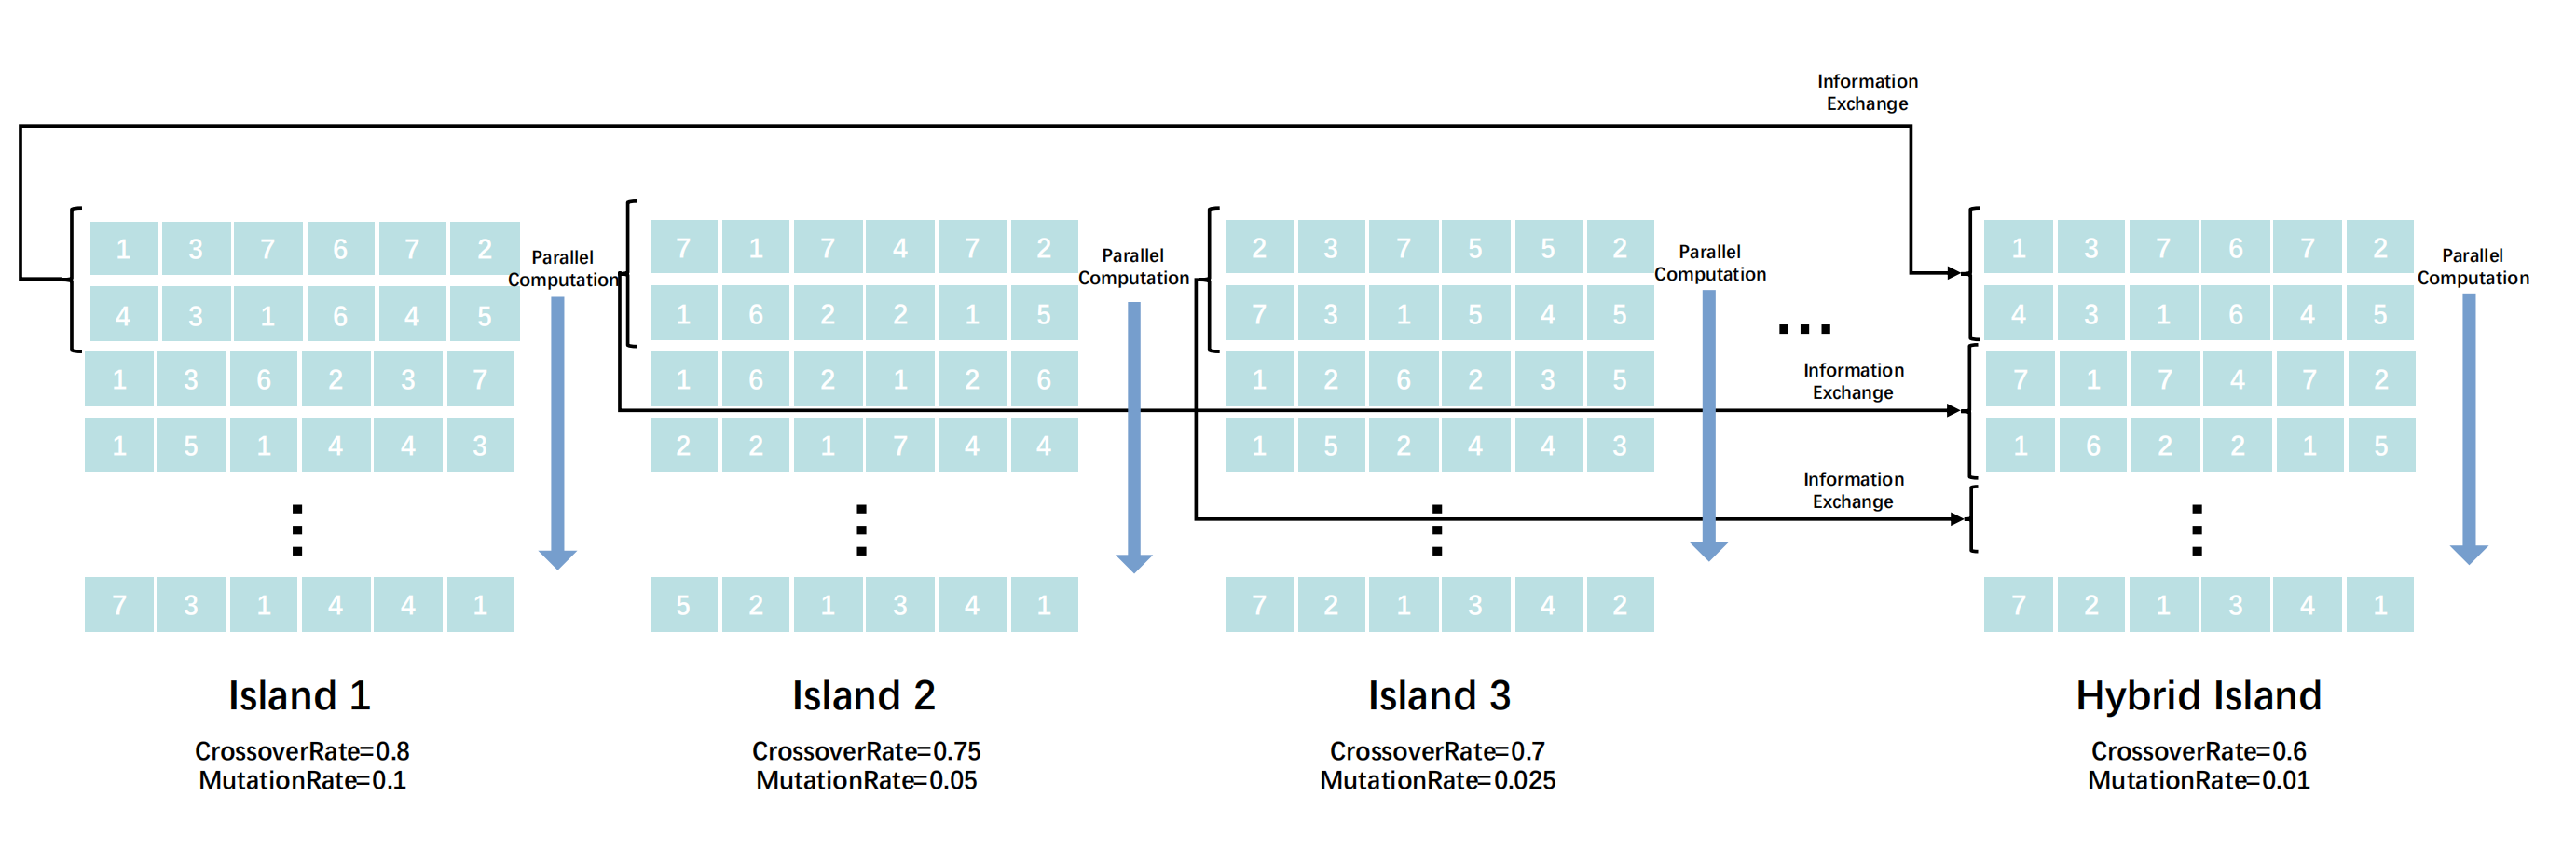 Information
Exchange
1 3 7 6 7 2
4 3 1 6 4 5
1 3 6 2 3 7
1 5 1 4 4 3
7 3 1 4 4 1
Parallel
Computation
Island 1
CrossoverRate=0.8
MutationRate=0.1
7 1 7 4 7 2
1 6 2 2 1 5
1 6 2 1 2 6
2 2 1 7 4 4
5 2 1 3 4 1
Parallel
Computation
Island 2
CrossoverRate=0.75
MutationRate=0.05
2 3 7 5 5 2
7 3 1 5 4 5
1 2 6 2 3 5
1 5 2 4 4 3
7 2 1 3 4 2
Parallel
Computation
Island 3
CrossoverRate=0.7
MutationRate=0.025
Information
Exchange
Information
Exchange
1 3 7 6 7 2
4 3 1 6 4 5
7 1 7 4 7 2
1 6 2 2 1 5
7 2 1 3 4 1
Parallel
Computation
Hybrid Island
CrossoverRate=0.6
MutationRate=0.01